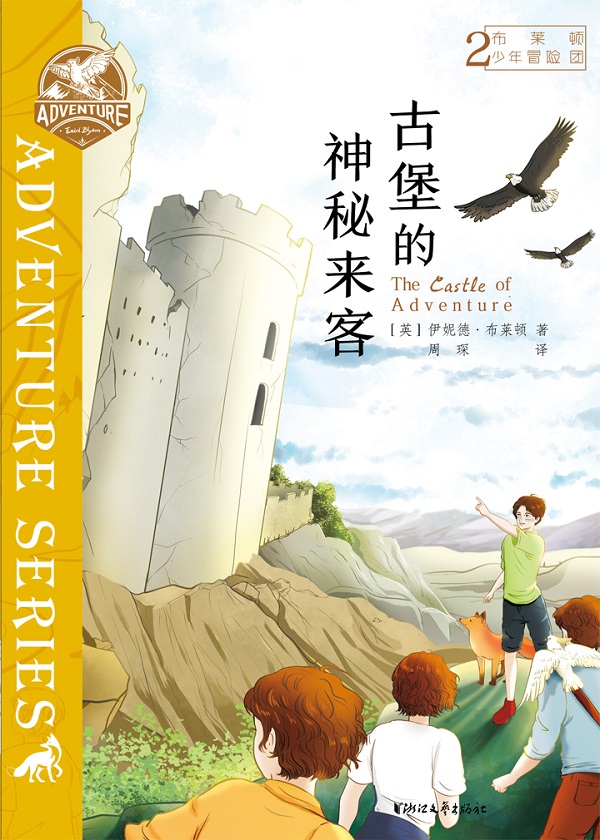 ADVENTURE
Enid Blyton
ADVENTURE SERIES
2
布莱顿
少年冒险团
古堡的
神秘来客
The Castle of
Adventure
[英]伊妮德·布莱顿 著
周琛 译
浙江文艺出版社